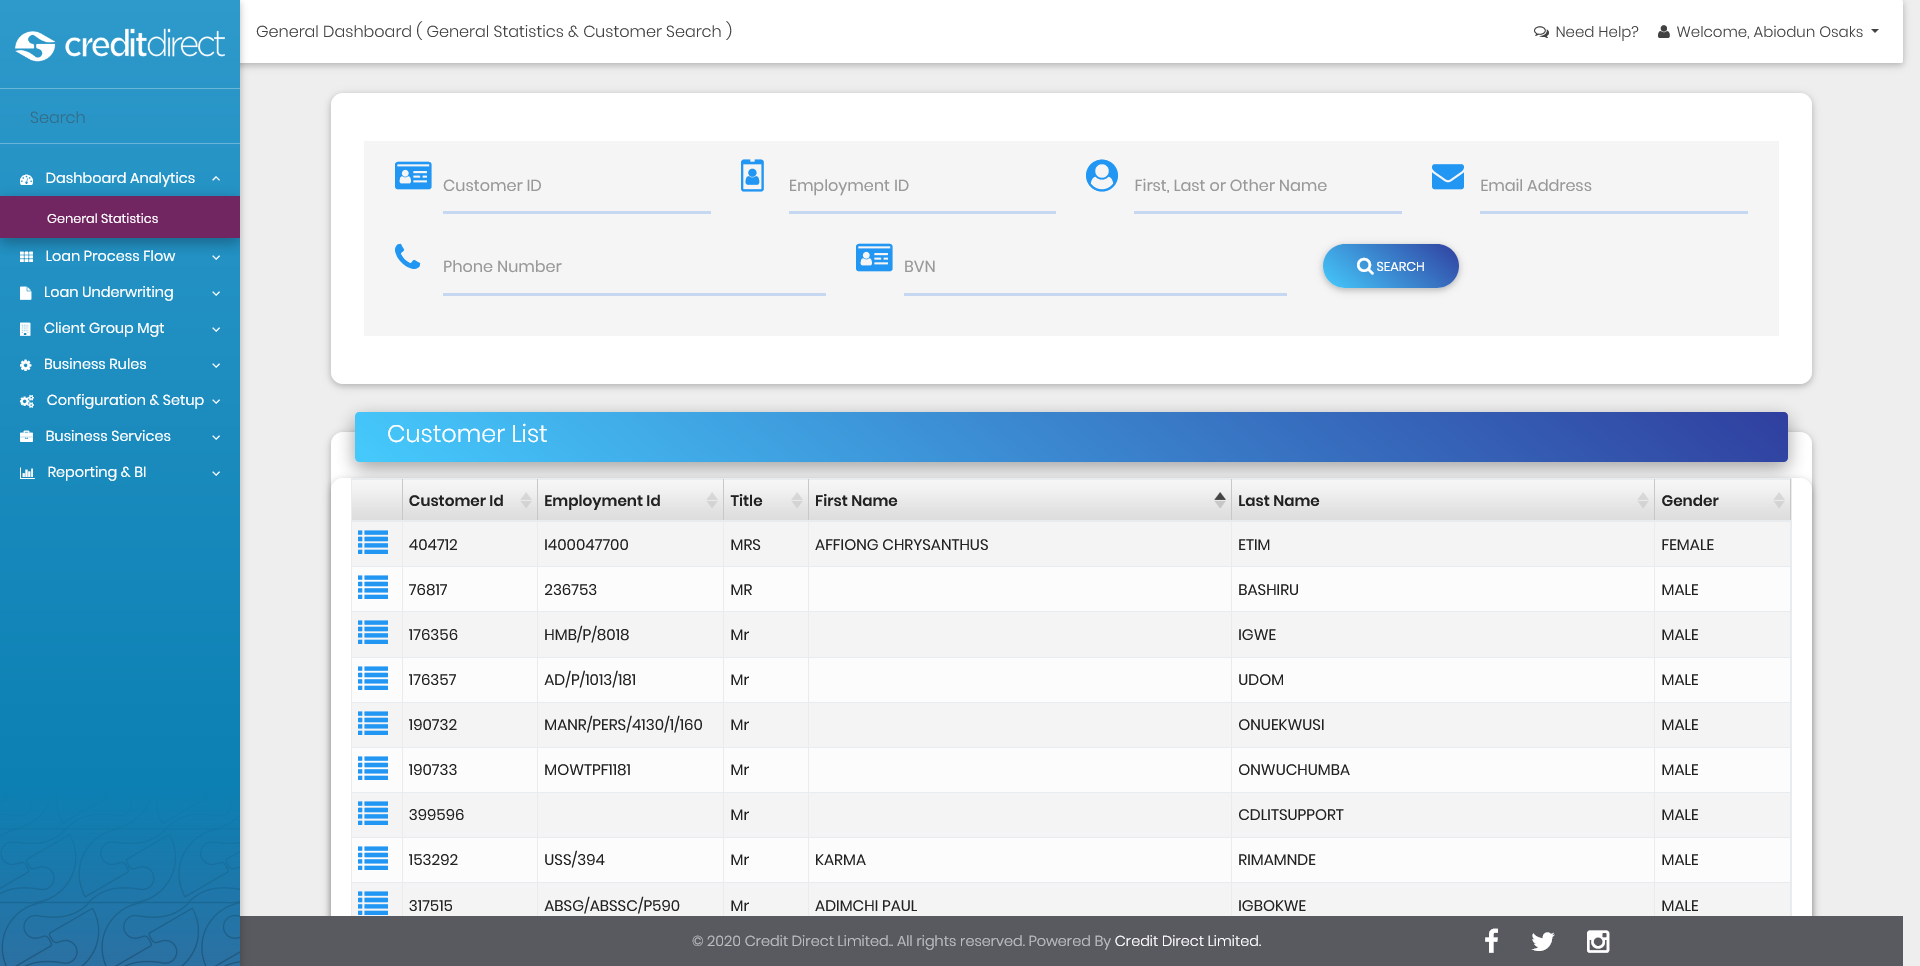 creditdirect
General Dashboard ( General Statistics & Customer Search )
Need Help?
Welcome, Abiodun Osaks
Search
Dashboard Analytics
General Statistics
Loan Process Flow
Loan Underwriting
Client Group Mgt
Business Rules
Configuration & Setup
Business Services
Reporting & BI
Customer ID
Employment ID
First, Last or Other Name
Email Address
Phone Number
BVN
SEARCH
Customer List
Customer Id Employment Id Title First Name Last Name Gender
404712 I400047700 MRS AFFIONG CHRYSANTHUS ETIM FEMALE
76817 236753 MR BASHIRU MALE
176356 HMB/P/8018 Mr IGWE MALE
176357 AD/P/1013/181 Mr UDOM MALE
190732 MANR/PERS/4130/1/160 Mr ONUEKWUSI MALE
190733 MOWTPF1181 Mr ONWUCHUMBA MALE
399596 Mr CDLITSUPPORT MALE
153292 USS/394 Mr KARMA RIMAMNDE MALE
317515 ABSG/ABSSC/P590 Mr ADIMCHI PAUL IGBOKWE MALE
© 2020 Credit Direct Limited.. All rights reserved. Powered By Credit Direct Limited.